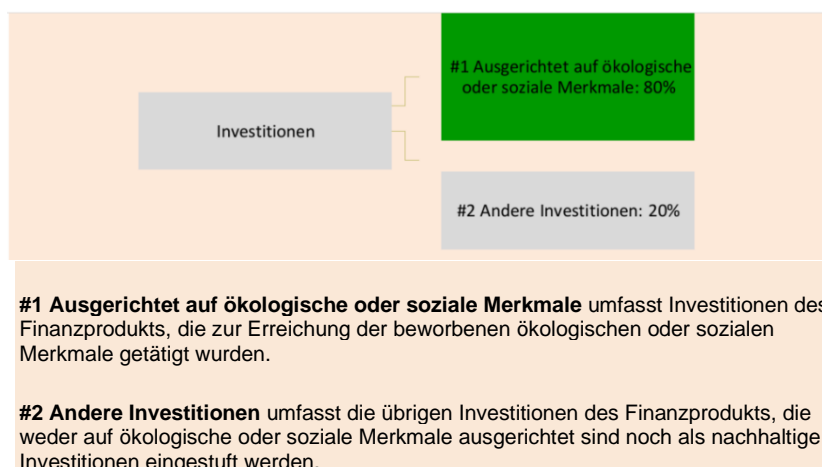 #1 Ausgerichtet auf ökologische
oder soziale Merkmale: 80%
Investitionen
#2 Andere Investitionen: 20%
#1 Ausgerichtet auf ökologische oder soziale Merkmale umfasst Investitionen des
Finanzprodukts, die zur Erreichung der beworbenen ökologischen oder sozialen
Merkmale getätigt wurden.
#2 Andere Investitionen umfasst die übrigen Investitionen des Finanzprodukts, die
weder auf ökologische oder soziale Merkmale ausgerichtet sind noch als nachhaltige
Investitionen eingestuft werden.